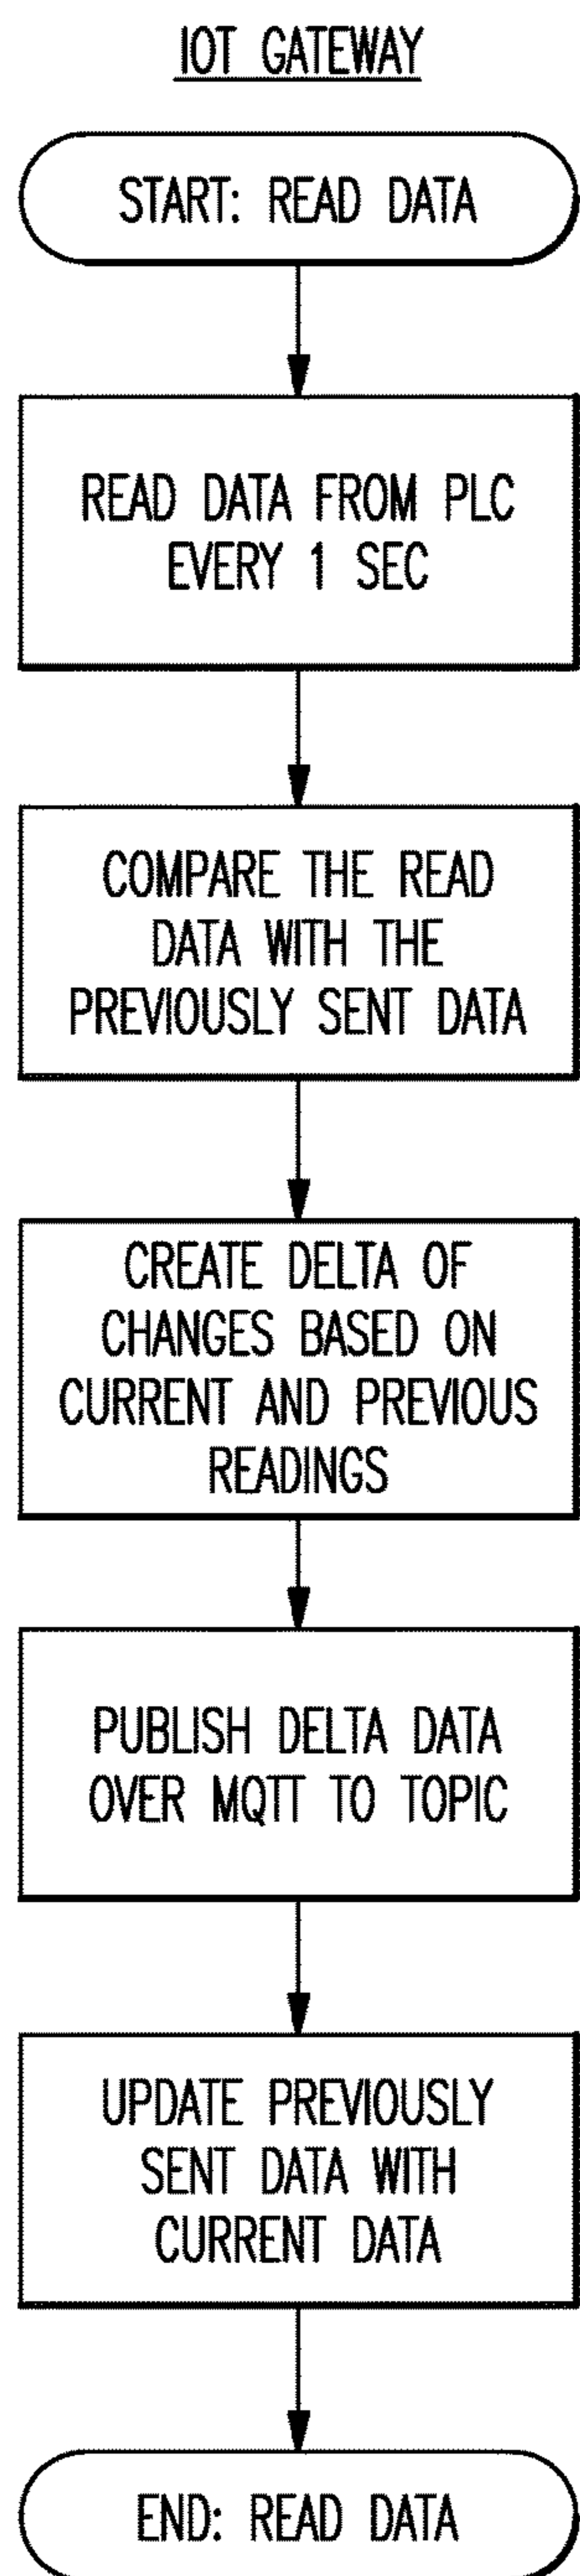 IOT GATEWAY
START: READ DATA
READ DATA FROM PLC
EVERY 1 SEC
COMPARE THE READ
DATA WITH THE
PREVIOUSLY SENT DATA
CREATE DELTA OF
CHANGES BASED ON
CURRENT AND PREVIOUS
READINGS
PUBLISH DELTA DATA
OVER MQTT TO TOPIC
UPDATE PREVIOUSLY
SENT DATA WITH
CURRENT DATA
END: READ DATA